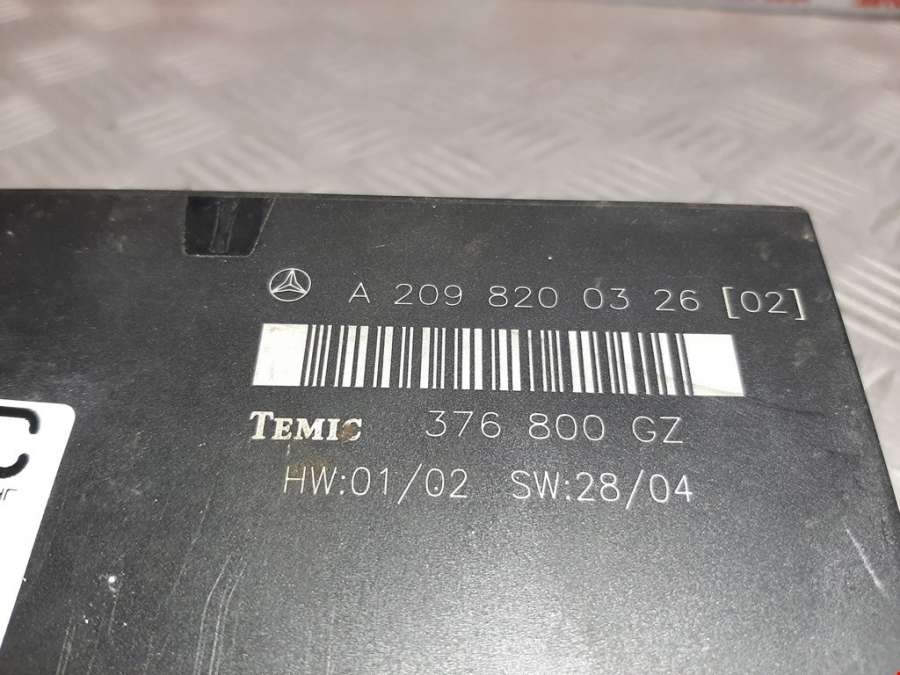 A 209 820 03 26 [02]
TEMIC 376 800 GZ
HW:01/02 SW:28/04